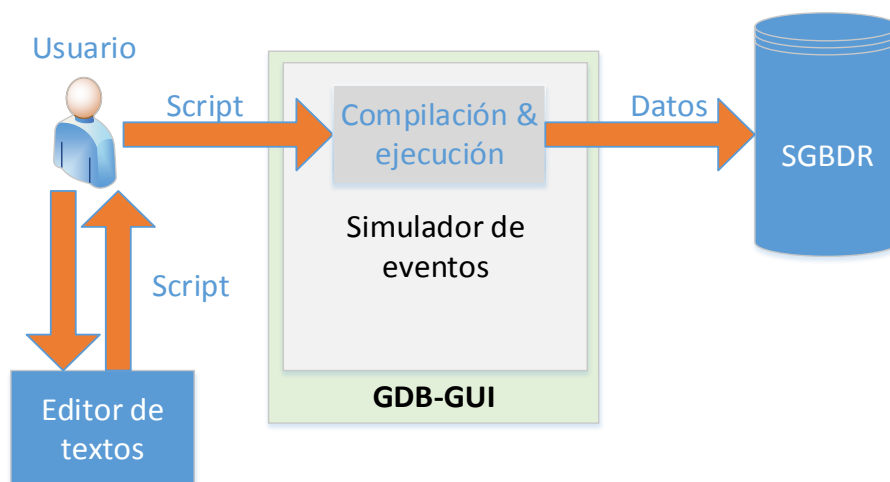 Usuario
Script
Compilación &
ejecución
Datos
SGBDR
Simulador de
eventos
Script
GDB-GUI
Editor de
textos